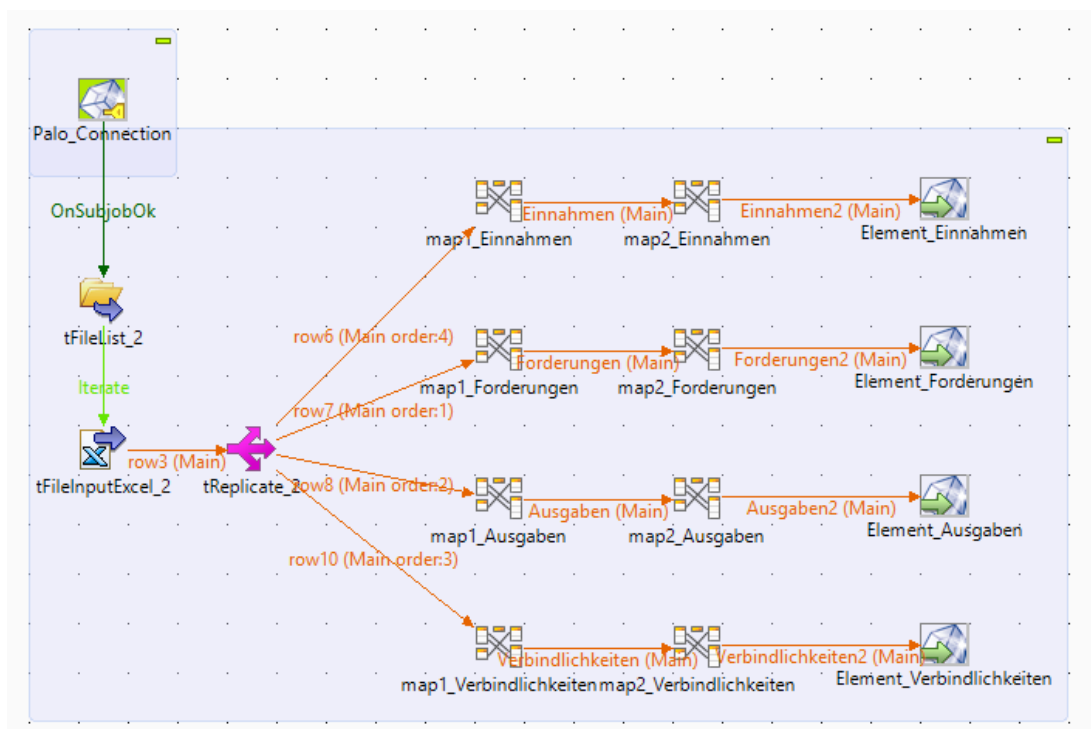 Palo_Connection
OnSubjobOk
tFileList_2
Iterate
tFileInputExcel_2
row3 (Main)
tReplicate_2
row6 (Main order:4)
map1_Einnahmen
Einnahmen (Main)
map2_Einnahmen
Einnahmen2 (Main)
Element_Einnahmen
row7 (Main order:1)
map1_Forderungen
Forderungen (Main)
map2_Forderungen
Forderungen2 (Main)
Element_Forderungen
row8 (Main order:2)
map1_Ausgaben
Ausgaben (Main)
map2_Ausgaben
Ausgaben2 (Main)
Element_Ausgaben
row10 (Main order:3)
map1_Verbindlichkeiten
Verbindlichkeiten (Main)
map2_Verbindlichkeiten
Verbindlichkeiten2 (Main)
Element_Verbindlichkeiten